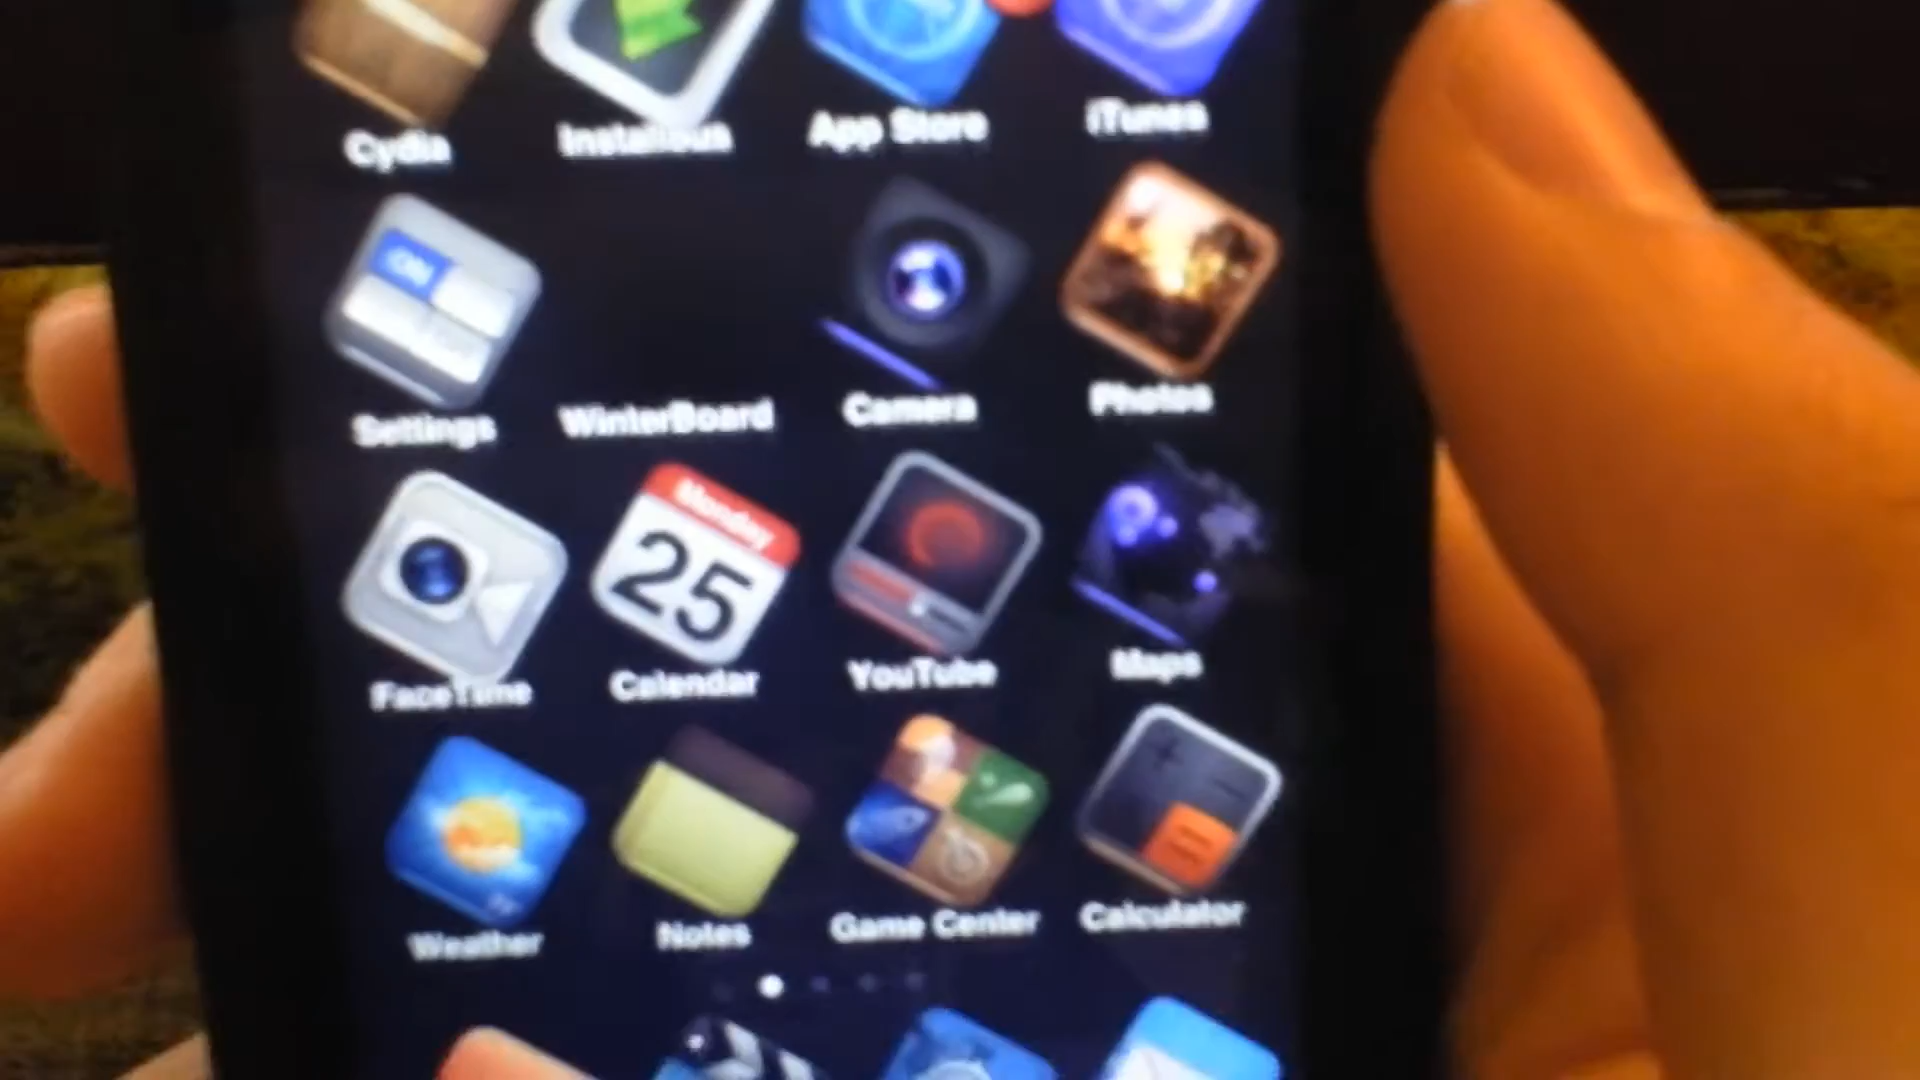 Cydia Installous App Store iTunes
ON
Settings WinterBoard Camera Photos
Monday
25
FaceTime Calendar YouTube Maps
Weather Notes Game Center Calculator